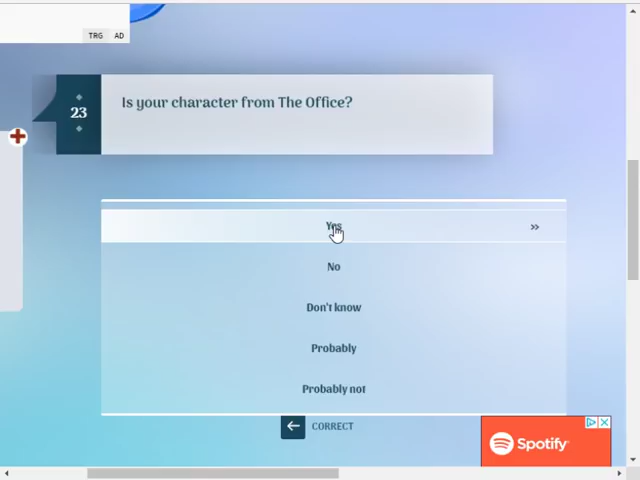 TRG AD
23
Is your character from The Office?
Yes
No
Don't know
Probably
Probably not
CORRECT
Spotify